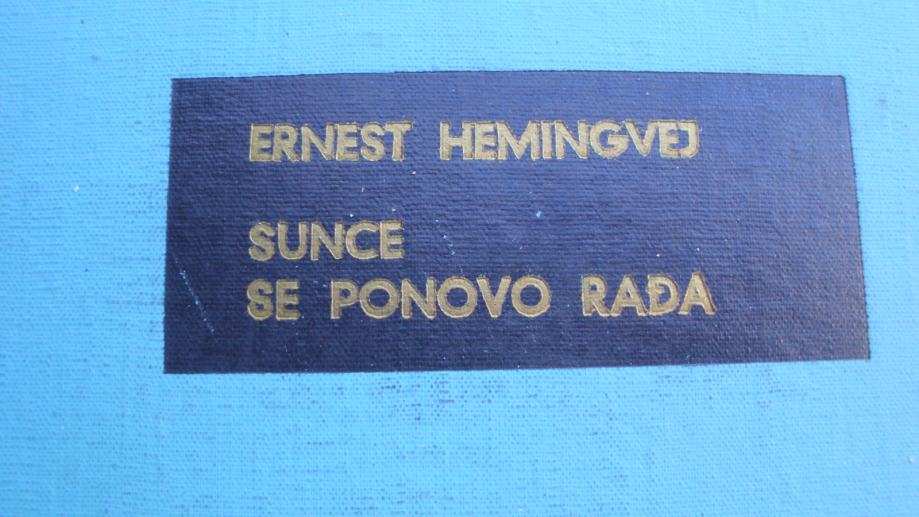 ERNEST HEMINGVEJ
SUNCE
SE PONOVO RAĐA